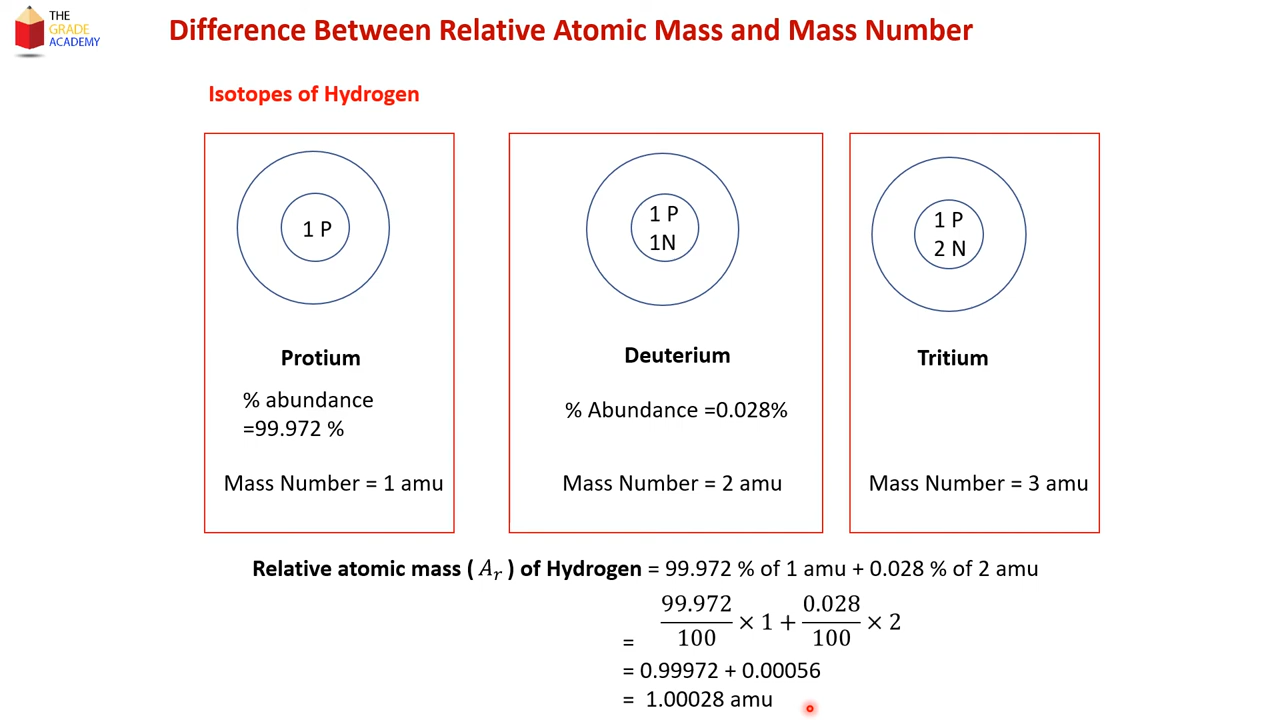 THE
GRADE
ACADEMY
Difference Between Relative Atomic Mass and Mass Number
Isotopes of Hydrogen
1 P
Protium
% abundance
=99.972 %
Mass Number = 1 amu
1 P
1N
Deuterium
% Abundance =0.028%
Mass Number = 2 amu
1 P
2 N
Tritium
Mass Number = 3 amu
Relative atomic mass ( Aᵣ ) of Hydrogen = 99.972 % of 1 amu + 0.028 % of 2 amu
= 99.972/100 × 1 + 0.028/100 × 2
= 0.99972 + 0.00056
= 1.00028 amu